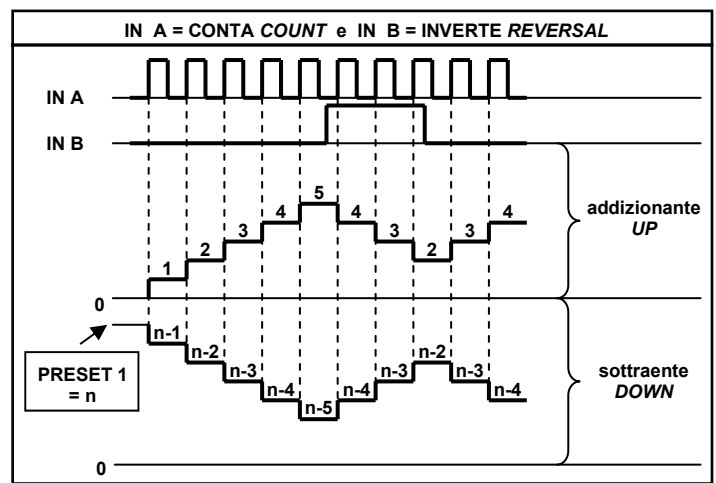 IN A = CONTA COUNT e IN B = INVERTE REVERSAL
IN A
IN B
5
4 4 4
3 3 3
2 2
1
addizionante
UP
0
n-1
n-2 n-2
n-3 n-3 n-3
n-4 n-4 n-4
n-5
PRESET 1
= n
sottraente
DOWN
0